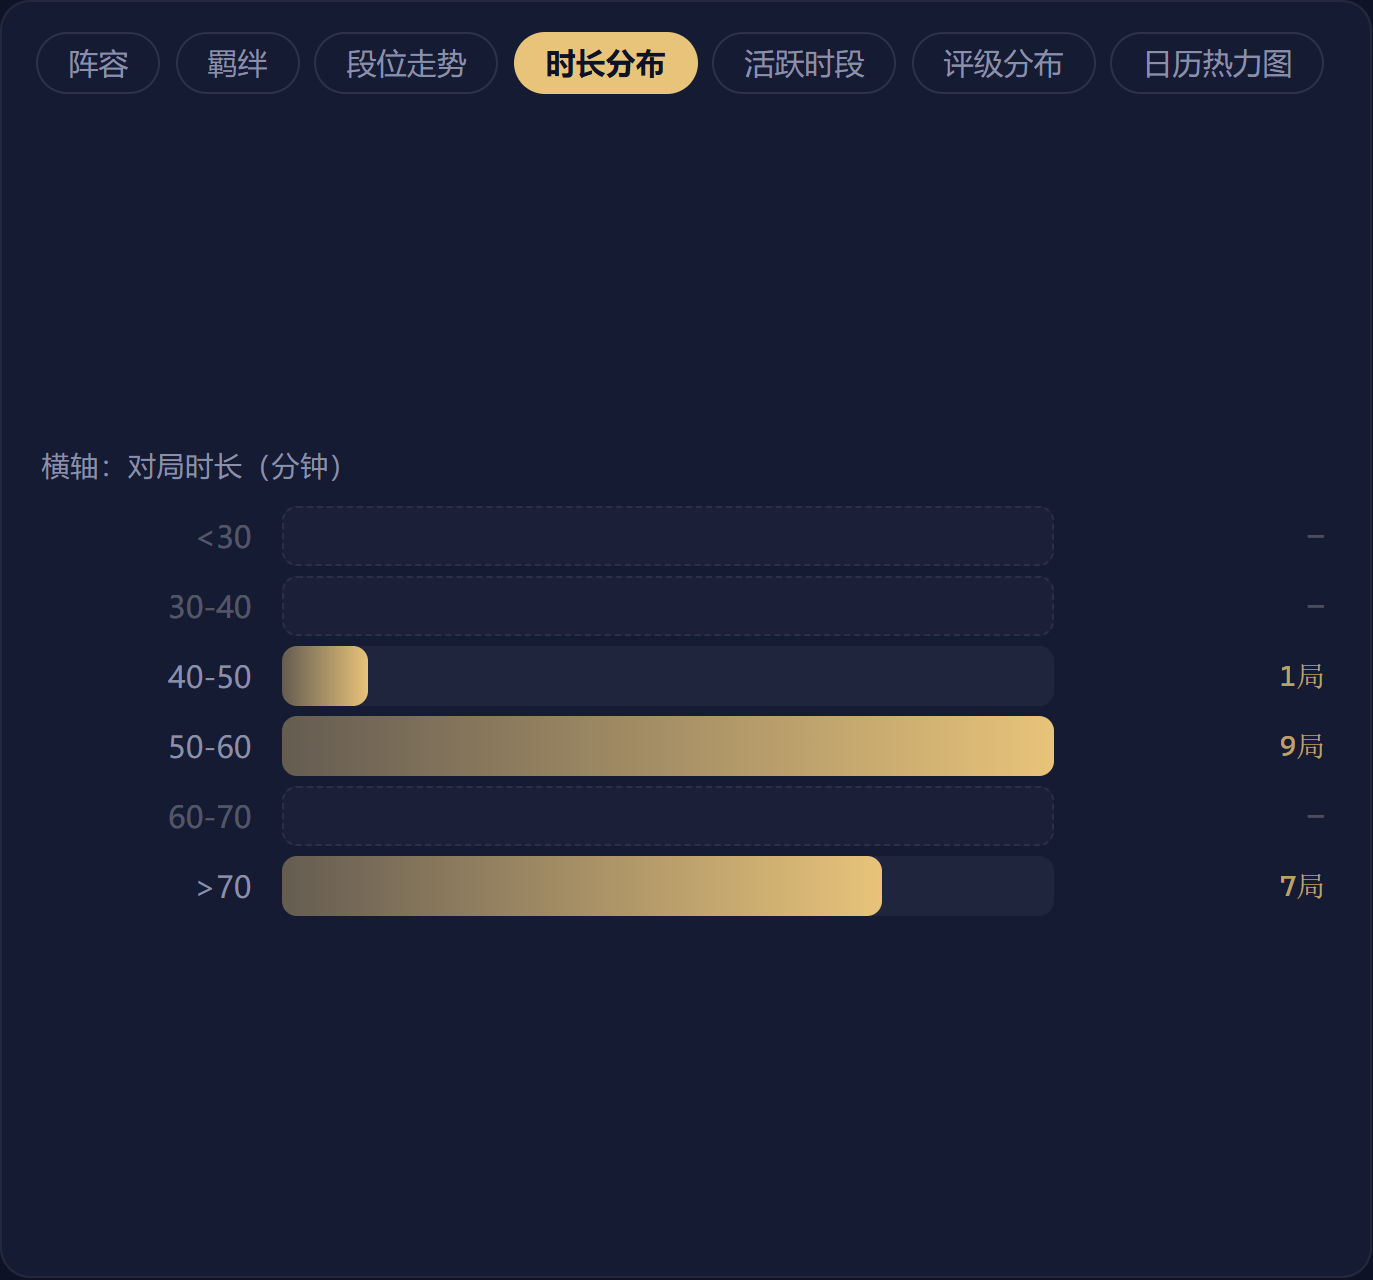 阵容 羁绊 段位走势 时长分布 活跃时段 评级分布 日历热力图
横轴：对局时长（分钟）
<30 –
30-40 –
40-50 1局
50-60 9局
60-70 –
>70 7局